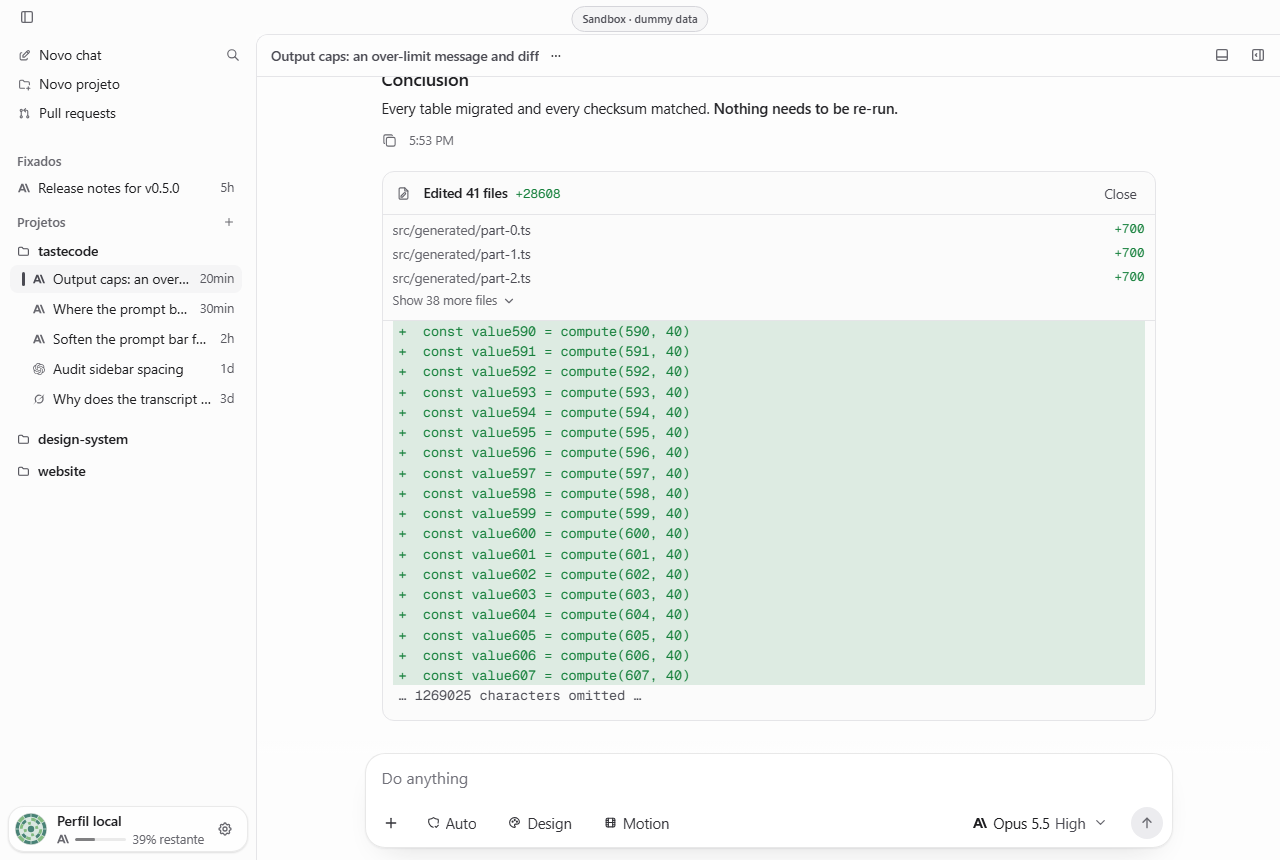 Sandbox · dummy data
Novo chat
Novo projeto
Pull requests
Fixados
Release notes for v0.5.0 5h
Projetos
tastecode
Output caps: an over... 20min
Where the prompt b... 30min
Soften the prompt bar f... 2h
Audit sidebar spacing 1d
Why does the transcript ... 3d
design-system
website
Perfil local
39% restante
Output caps: an over-limit message and diff ...
Conclusion
Every table migrated and every checksum matched. Nothing needs to be re-run.
5:53 PM
Edited 41 files +28608 Close
src/generated/part-0.ts +700
src/generated/part-1.ts +700
src/generated/part-2.ts +700
Show 38 more files
+ const value590 = compute(590, 40)
+ const value591 = compute(591, 40)
+ const value592 = compute(592, 40)
+ const value593 = compute(593, 40)
+ const value594 = compute(594, 40)
+ const value595 = compute(595, 40)
+ const value596 = compute(596, 40)
+ const value597 = compute(597, 40)
+ const value598 = compute(598, 40)
+ const value599 = compute(599, 40)
+ const value600 = compute(600, 40)
+ const value601 = compute(601, 40)
+ const value602 = compute(602, 40)
+ const value603 = compute(603, 40)
+ const value604 = compute(604, 40)
+ const value605 = compute(605, 40)
+ const value606 = compute(606, 40)
+ const value607 = compute(607, 40)
… 1269025 characters omitted …
Do anything
+ Auto Design Motion Opus 5.5 High